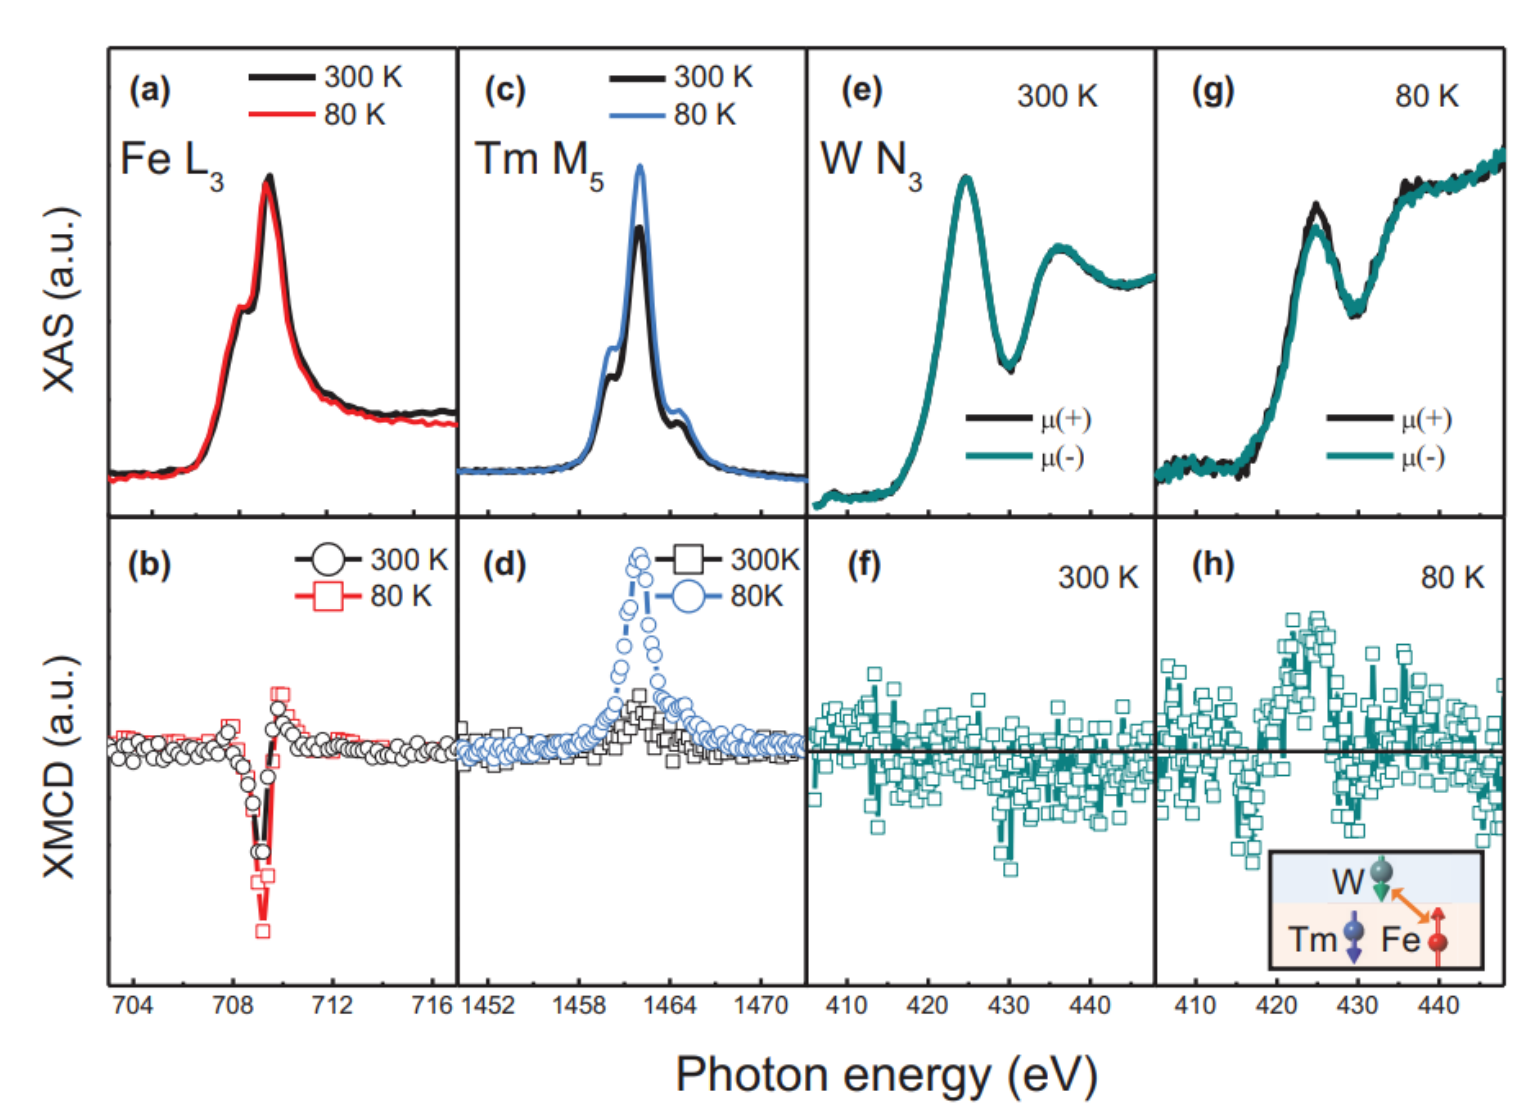 (a) 300 K
80 K
Fe L3
(c) 300 K
80 K
Tm M5
(e) 300 K
W N3
μ(+)
μ(-)
(g) 80 K
μ(+)
μ(-)
XAS (a.u.)
(b) 300 K
80 K
(d) 300K
80K
(f) 300 K
(h) 80 K
W
Tm Fe
XMCD (a.u.)
704 708 712 716 1452 1458 1464 1470 410 420 430 440 410 420 430 440
Photon energy (eV)